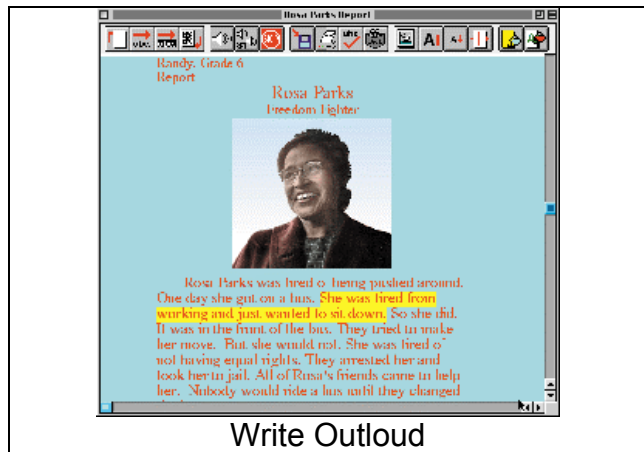 Rosa Parks Report
Randy, Grade 6
Report
Rosa Parks
Freedom Fighter
Rosa Parks was tired of being pushed around.
One day she got on a bus. She was tired from
working and just wanted to sit down. So she did.
It was in the front of the bus. They tried to make
her move. But she would not. She was tired of
not having equal rights. They arrested her and
took her to jail. All of Rosa's friends came to help
her. Nobody would ride a bus until they changed
Write Outloud